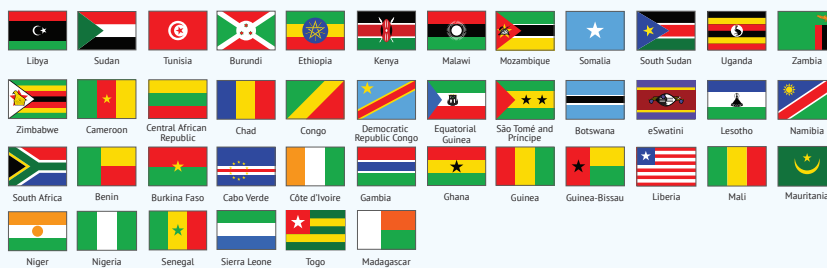 Libya Sudan Tunisia Burundi Ethiopia Kenya Malawi Mozambique Somalia South Sudan Uganda Zambia
Zimbabwe Cameroon Central African Republic Chad Congo Democratic Republic Congo Equatorial Guinea São Tomé and Príncipe Botswana eSwatini Lesotho Namibia
South Africa Benin Burkina Faso Cabo Verde Côte d'Ivoire Gambia Ghana Guinea Guinea-Bissau Liberia Mali Mauritania
Niger Nigeria Senegal Sierra Leone Togo Madagascar